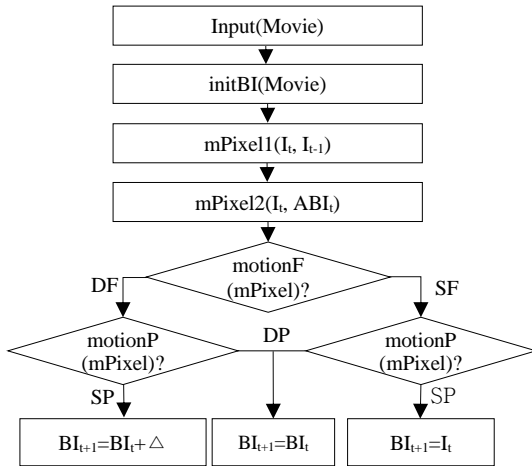 Input(Movie)
initBI(Movie)
mPixel1(Iₜ, Iₜ₋₁)
mPixel2(Iₜ, ABIₜ)
motionF
(mPixel)?
DF
SF
motionP
(mPixel)?
DP
motionP
(mPixel)?
SP
SP
BIₜ₊₁=BIₜ+△
BIₜ₊₁=BIₜ
BIₜ₊₁=Iₜ